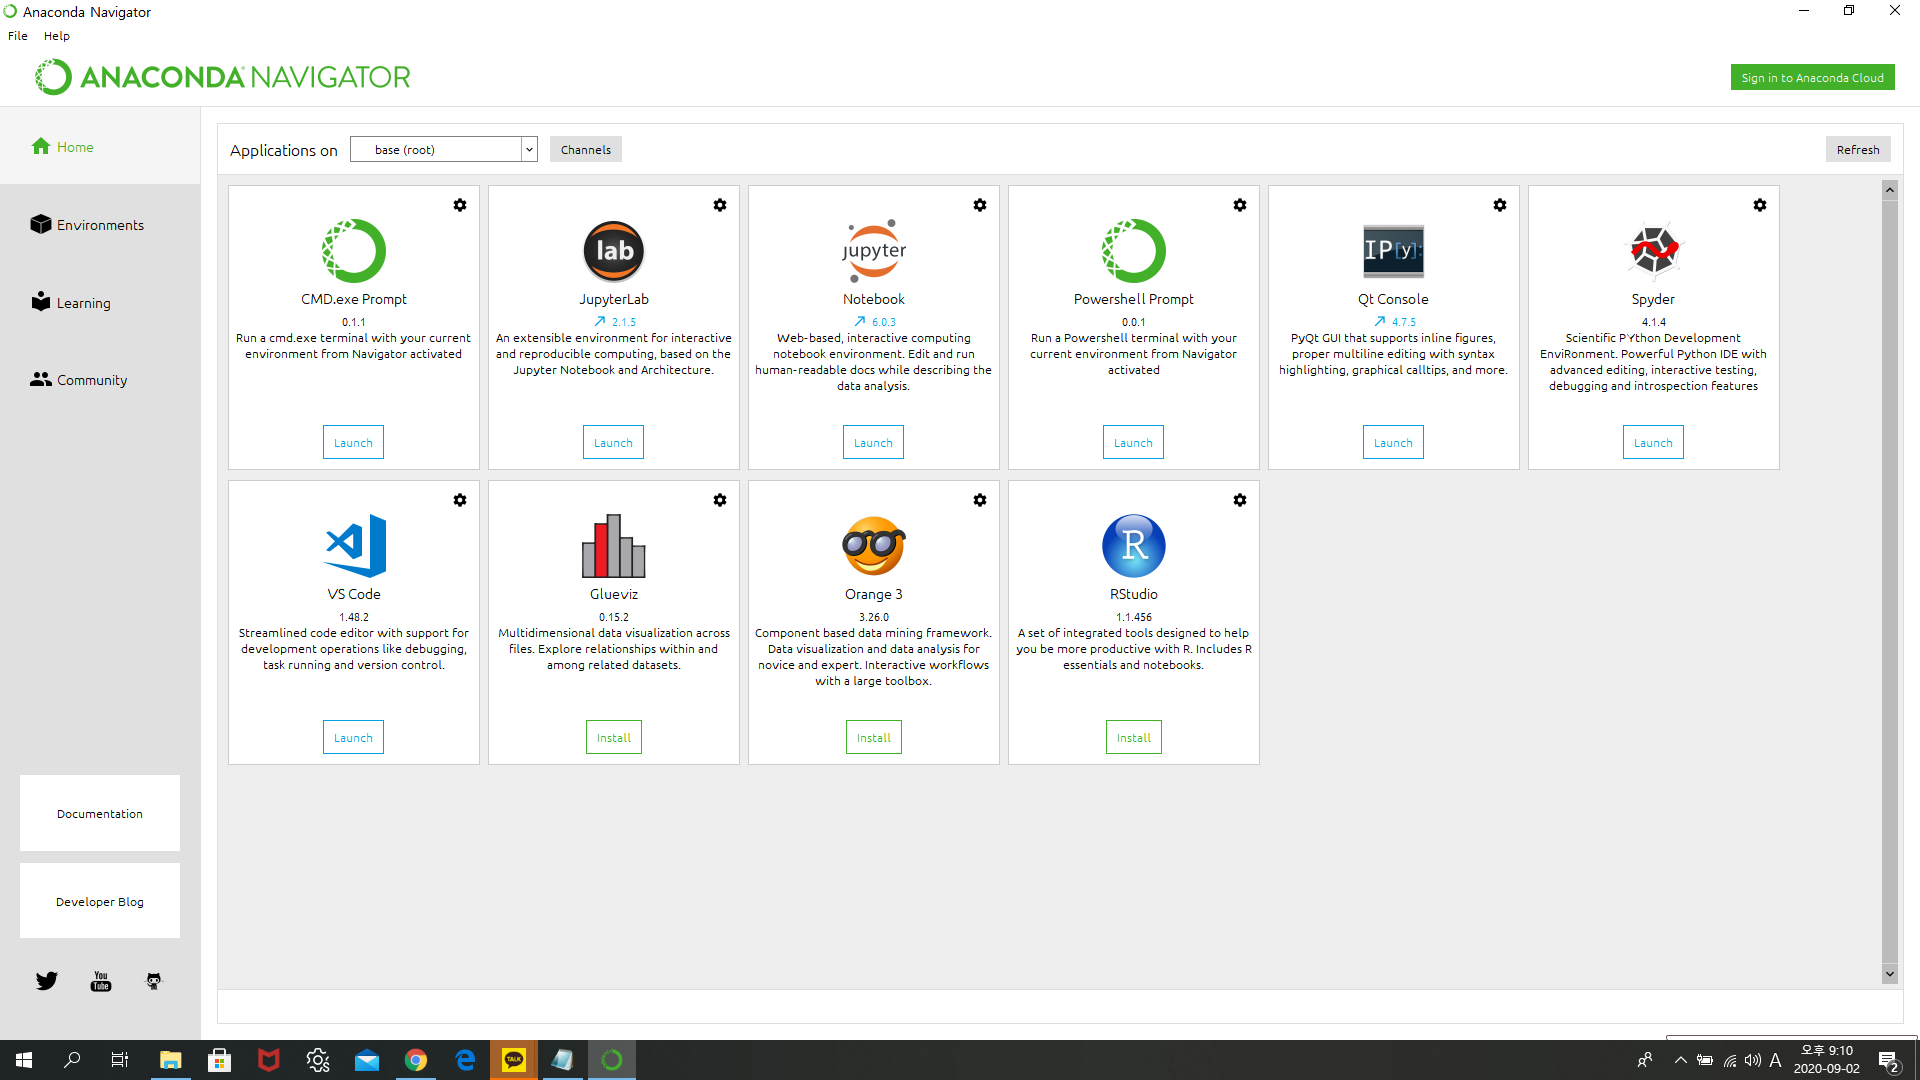 Anaconda Navigator
File Help
ANACONDA NAVIGATOR
Sign in to Anaconda Cloud
Home
Environments
Learning
Community
Documentation
Developer Blog
You
Tube
Applications on
base (root)
Channels
Refresh
CMD.exe Prompt
0.1.1
Run a cmd.exe terminal with your current
environment from Navigator activated
Launch
lab
JupyterLab
2.1.5
An extensible environment for interactive
and reproducible computing, based on the
Jupyter Notebook and Architecture.
Launch
jupyter
Notebook
6.0.3
Web-based, interactive computing
notebook environment. Edit and run
human-readable docs while describing the
data analysis.
Launch
Powershell Prompt
0.0.1
Run a Powershell terminal with your
current environment from Navigator
activated
Launch
IP[y]:
Qt Console
4.7.5
PyQt GUI that supports inline figures,
proper multiline editing with syntax
highlighting, graphical calltips, and more.
Launch
Spyder
4.1.4
Scientific PYthon Development
EnviRonment. Powerful Python IDE with
advanced editing, interactive testing,
debugging and introspection features
Launch
VS Code
1.48.2
Streamlined code editor with support for
development operations like debugging,
task running and version control.
Launch
Glueviz
0.15.2
Multidimensional data visualization across
files. Explore relationships within and
among related datasets.
Install
Orange 3
3.26.0
Component based data mining framework.
Data visualization and data analysis for
novice and expert. Interactive workflows
with a large toolbox.
Install
R
RStudio
1.1.456
A set of integrated tools designed to help
you be more productive with R. Includes R
essentials and notebooks.
Install
TALK
A
오후 9:10
2020-09-02
2